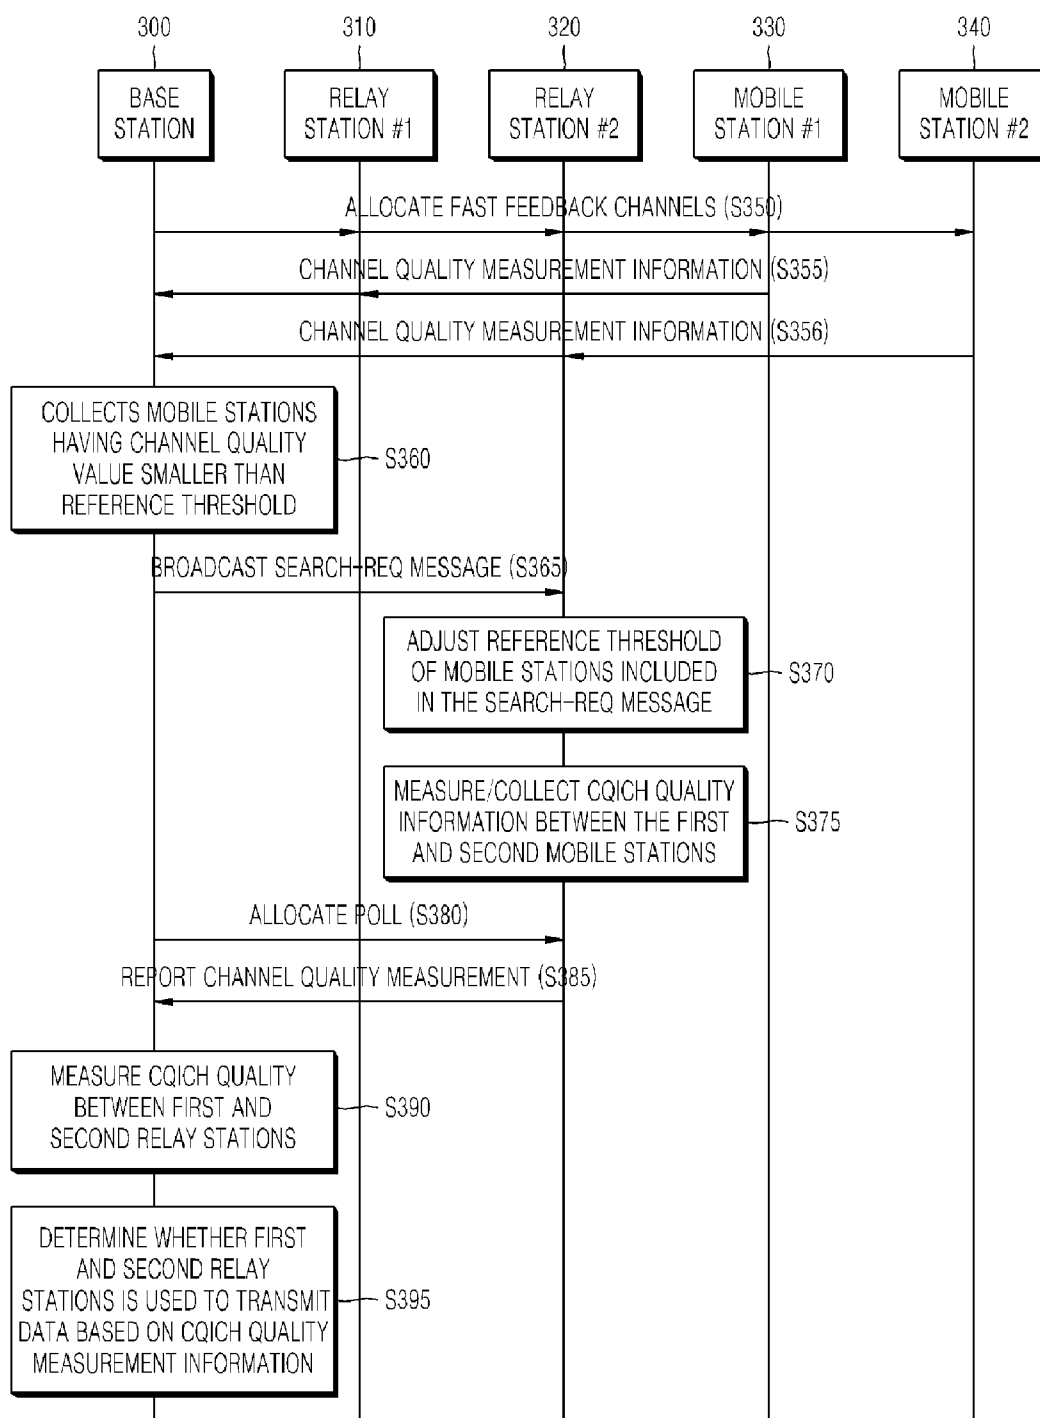 300
310
320
330
340
BASE
STATION
RELAY
STATION #1
RELAY
STATION #2
MOBILE
STATION #1
MOBILE
STATION #2
ALLOCATE FAST FEEDBACK CHANNELS (S350)
CHANNEL QUALITY MEASUREMENT INFORMATION (S355)
CHANNEL QUALITY MEASUREMENT INFORMATION (S356)
COLLECTS MOBILE STATIONS
HAVING CHANNEL QUALITY
VALUE SMALLER THAN
REFERENCE THRESHOLD
S360
BROADCAST SEARCH-REQ MESSAGE (S365)
ADJUST REFERENCE THRESHOLD
OF MOBILE STATIONS INCLUDED
IN THE SEARCH-REQ MESSAGE
S370
MEASURE/COLLECT CQICH QUALITY
INFORMATION BETWEEN THE FIRST
AND SECOND MOBILE STATIONS
S375
ALLOCATE POLL (S380)
REPORT CHANNEL QUALITY MEASUREMENT (S385)
MEASURE CQICH QUALITY
BETWEEN FIRST AND
SECOND RELAY STATIONS
S390
DETERMINE WHETHER FIRST
AND SECOND RELAY
STATIONS IS USED TO TRANSMIT
DATA BASED ON CQICH QUALITY
MEASUREMENT INFORMATION
S395